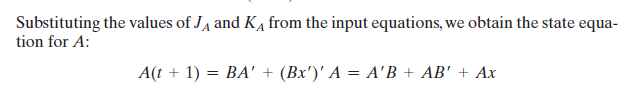 Substituting the values of J_A and K_A from the input equations, we obtain the state equa-
tion for A:
A(t + 1) = BA′ + (Bx′)′ A = A′B + AB′ + Ax